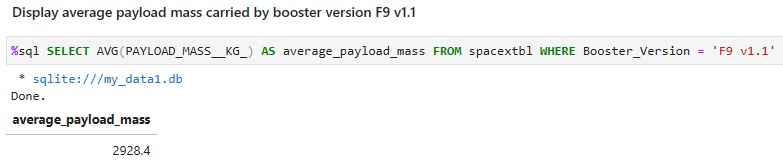 Display average payload mass carried by booster version F9 v1.1
%sql SELECT AVG(PAYLOAD_MASS__KG_) AS average_payload_mass FROM spacextbl WHERE Booster_Version = 'F9 v1.1'
* sqlite:///my_data1.db
Done.
average_payload_mass
2928.4